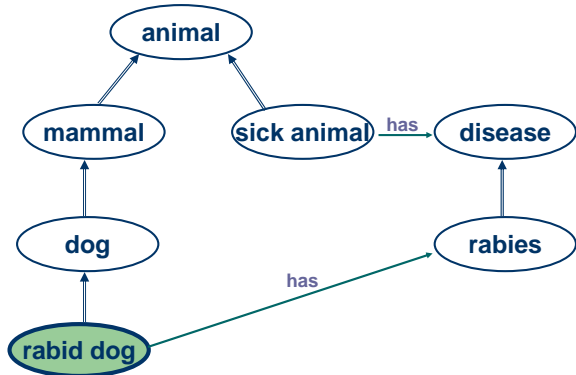 animal
mammal
sick animal
has
disease
dog
rabies
has
rabid dog